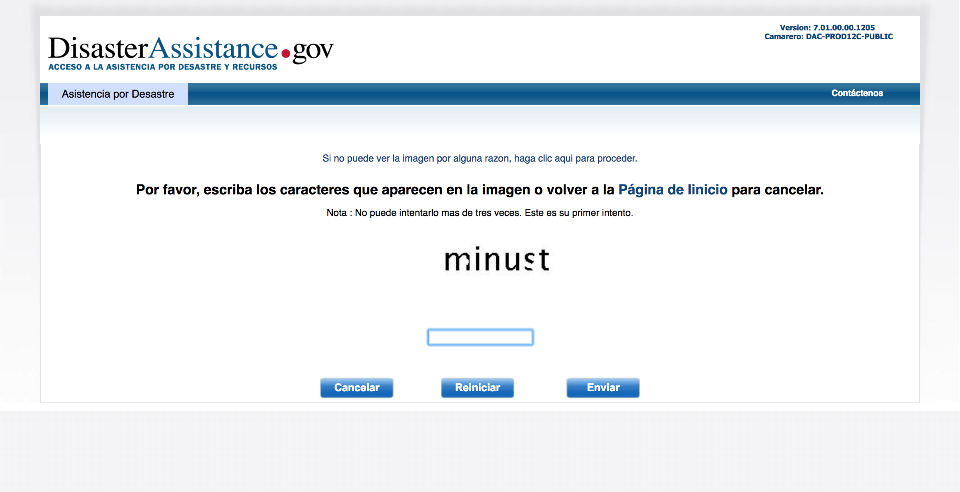 Version: 7.01.00.00.1205
Camarero: DAC-PROD12C-PUBLIC
DisasterAssistance.gov
ACCESO A LA ASISTENCIA POR DESASTRE Y RECURSOS
Asistencia por Desastre
Contáctenos
Si no puede ver la imagen por alguna razon, haga clic aqui para proceder.
Por favor, escriba los caracteres que aparecen en la imagen o volver a la Página de Iinicio para cancelar.
Nota : No puede intentarlo mas de tres veces. Este es su primer intento.
minust
Cancelar
Reiniciar
Enviar